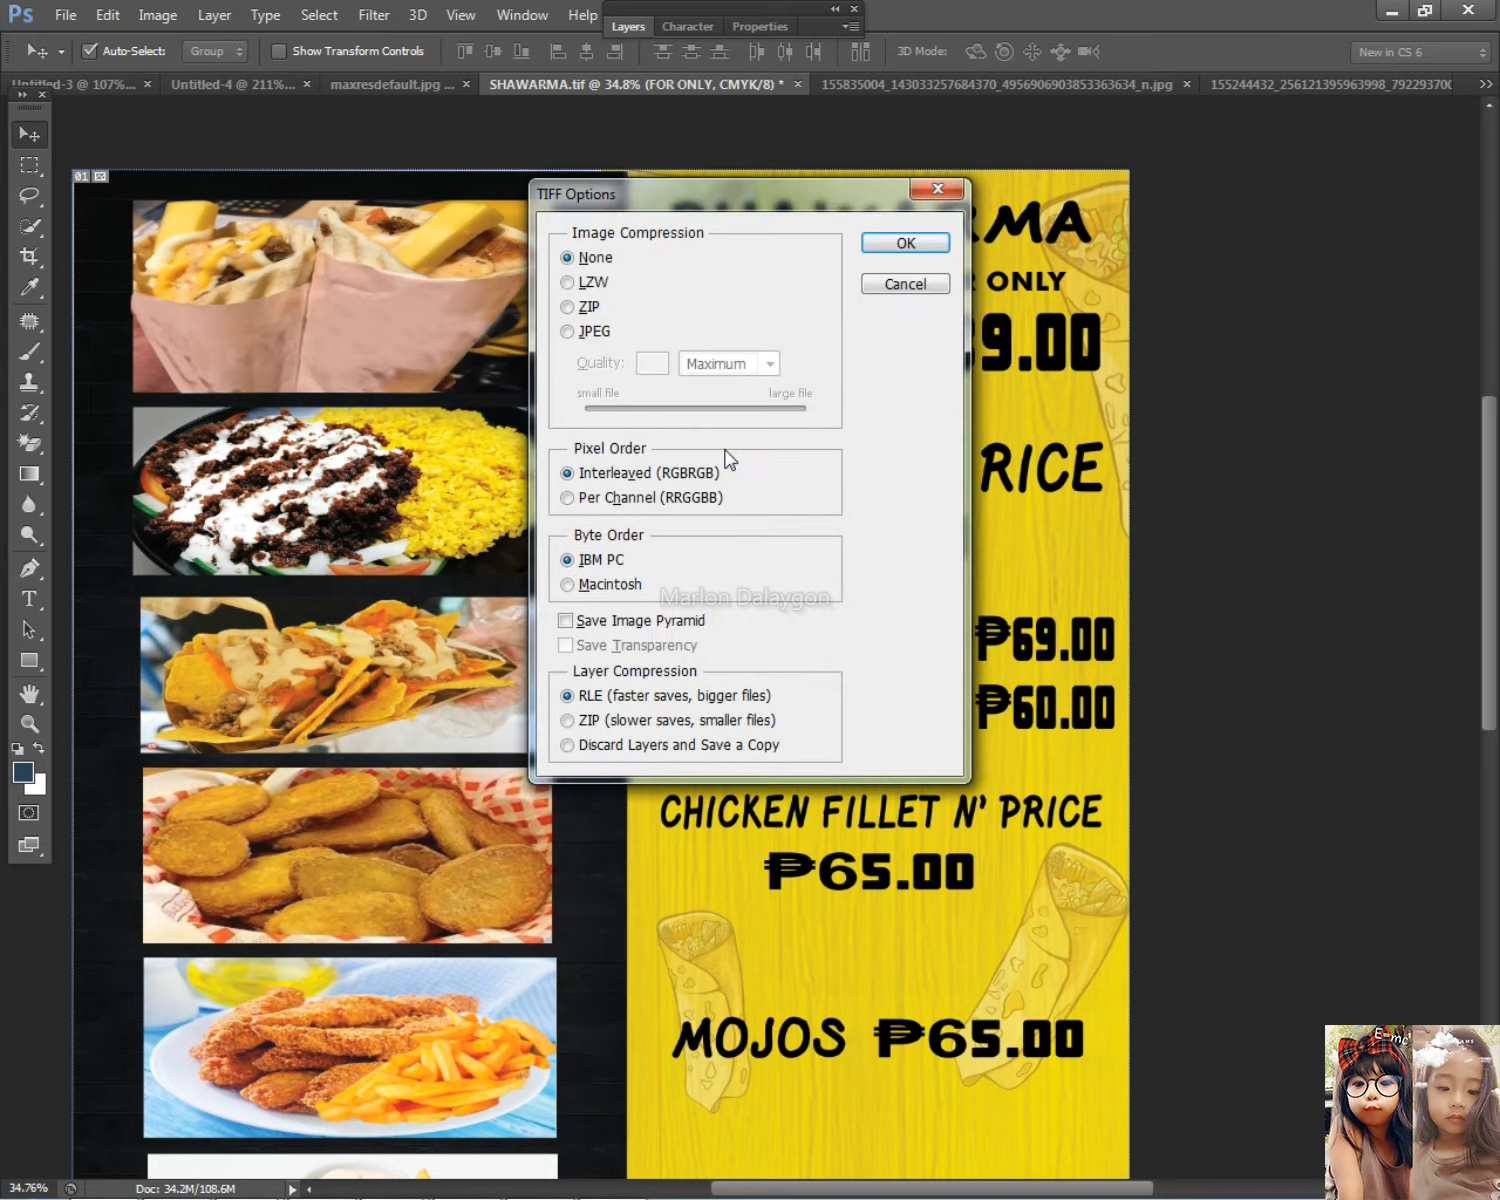 Ps File Edit Image Layer Type Select Filter 3D View Window Help
Layers Character Properties
Auto-Select: Group Show Transform Controls 3D Mode: New in CS 6
Untitled-3 @ 107%... × Untitled-4 @ 211%... × maxresdefault.jpg ... × SHAWARMA.tif @ 34.8% (FOR ONLY, CMYK/8) * × 155835004_143033257684370_4956906903853363634_n.jpg × 155244432_256121395963998_792293700
01
TIFF Options
Image Compression
None
LZW
ZIP
JPEG
Quality: Maximum
small file large file
OK
Cancel
Pixel Order
Interleaved (RGBRGB)
Per Channel (RRGGBB)
Byte Order
IBM PC
Macintosh
Marlon Dalaygon
Save Image Pyramid
Save Transparency
Layer Compression
RLE (faster saves, bigger files)
ZIP (slower saves, smaller files)
Discard Layers and Save a Copy
RMA
ONLY
9.00
RICE
₱69.00
₱60.00
CHICKEN FILLET N' PRICE
₱65.00
MOJOS ₱65.00
34.76% Doc: 34.2M/108.6M